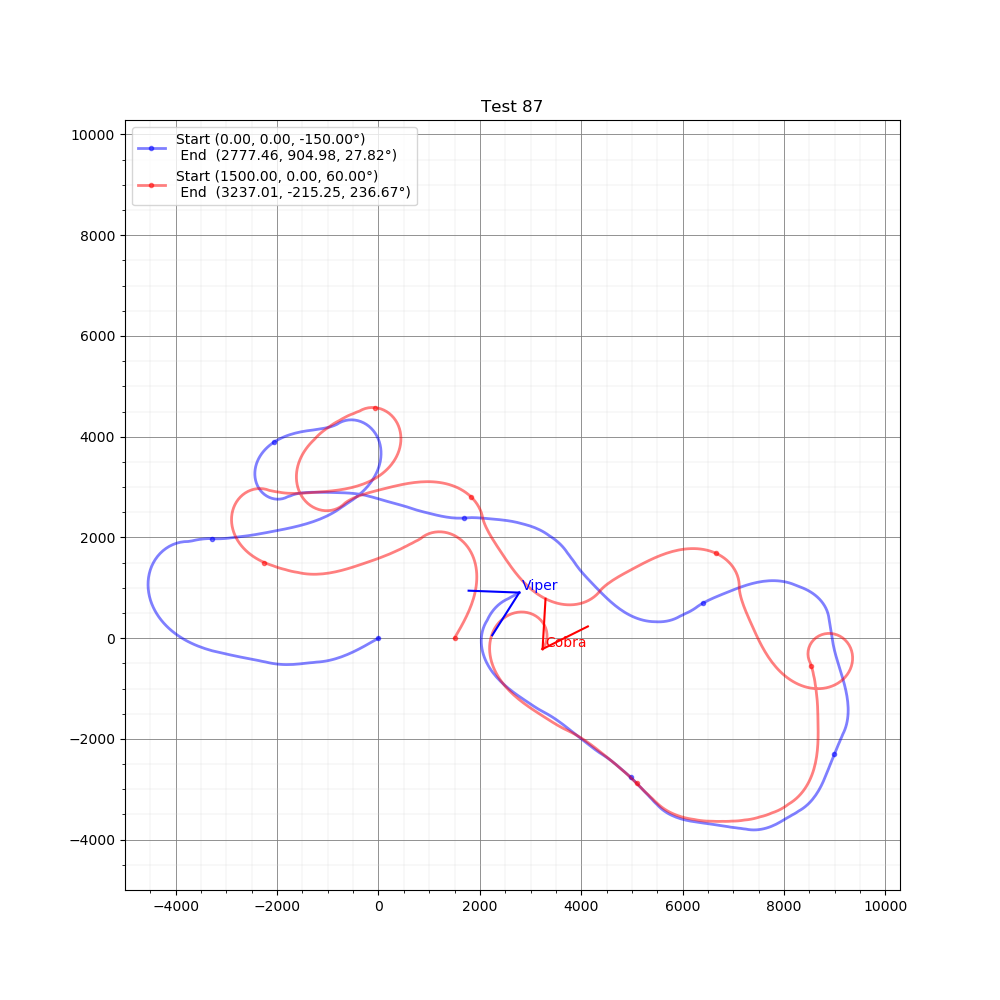 Test 87
Start (0.00, 0.00, -150.00°)
End (2777.46, 904.98, 27.82°)
Start (1500.00, 0.00, 60.00°)
End (3237.01, -215.25, 236.67°)
10000
8000
6000
4000
2000
0
−2000
−4000
Viper
Cobra
−4000 −2000 0 2000 4000 6000 8000 10000